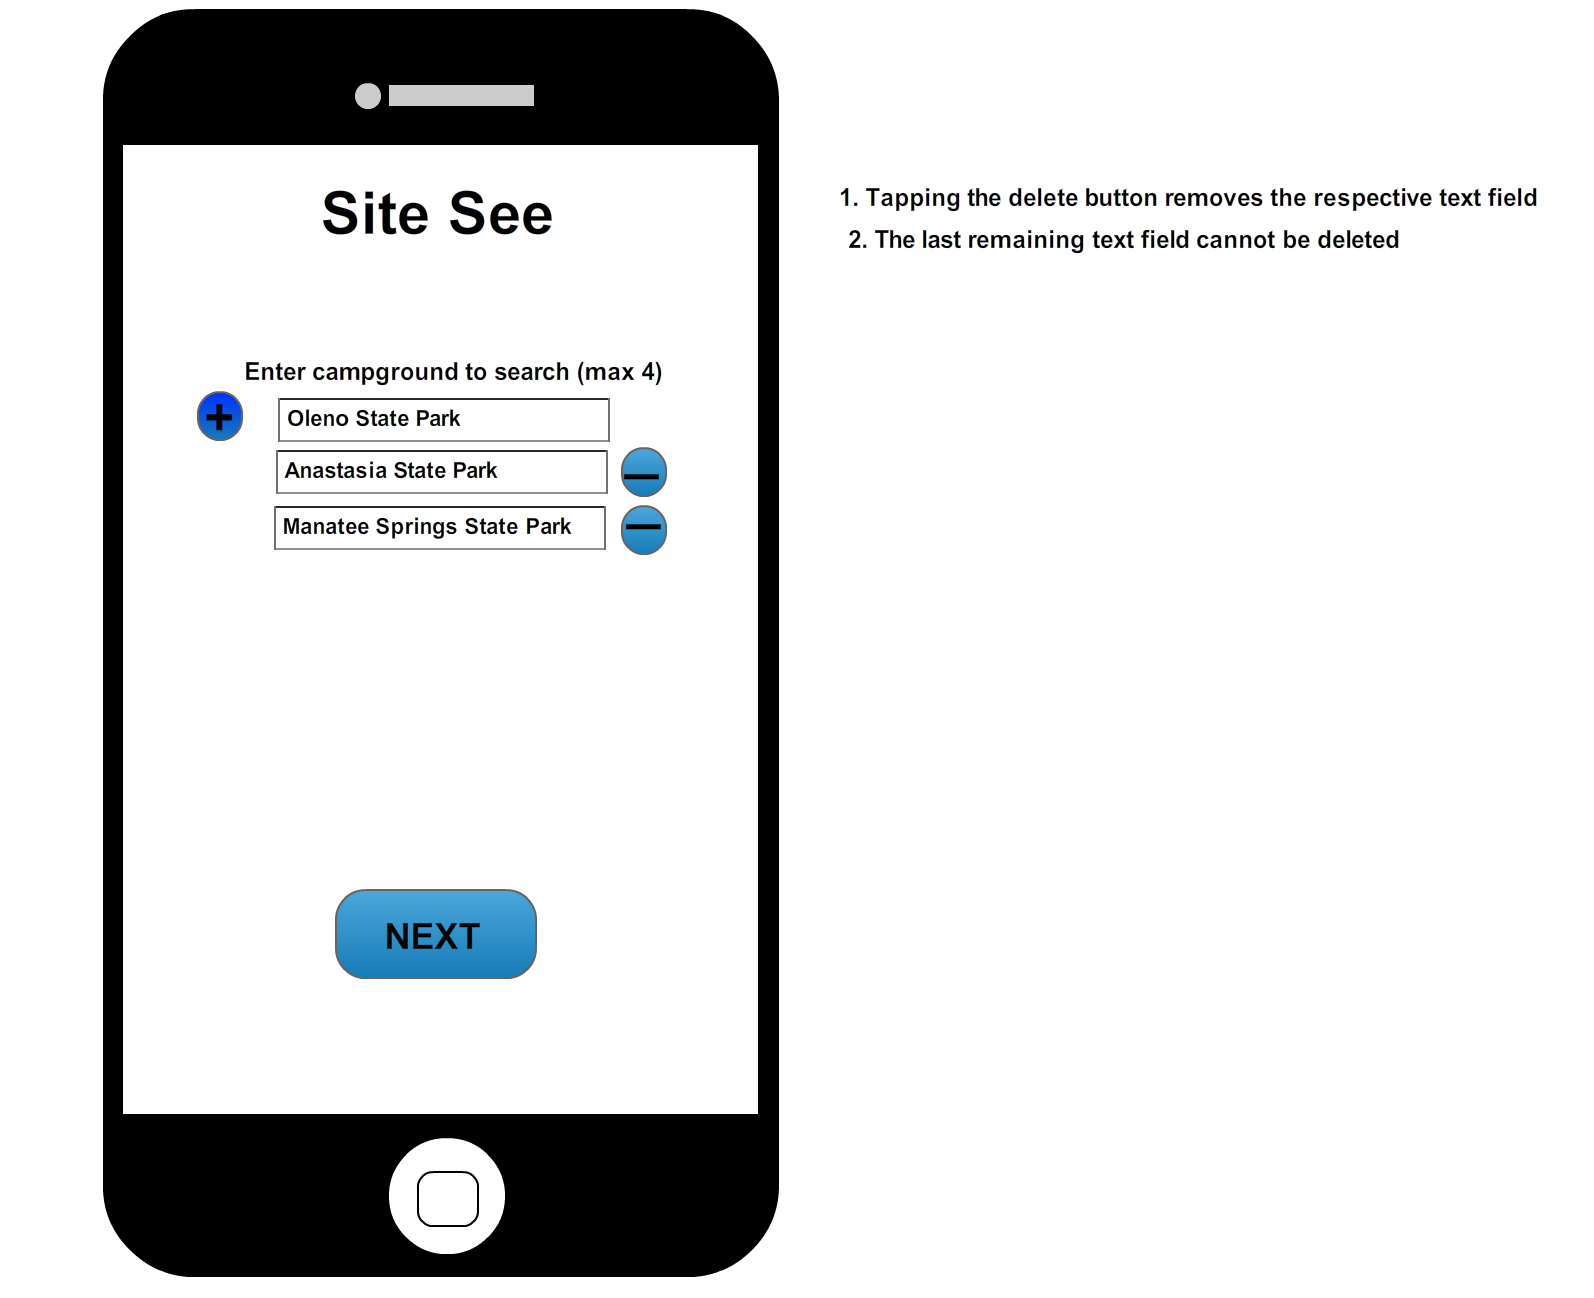 Site See
1. Tapping the delete button removes the respective text field
2. The last remaining text field cannot be deleted
Enter campground to search (max 4)
+
Oleno State Park
Anastasia State Park
—
Manatee Springs State Park
—
NEXT